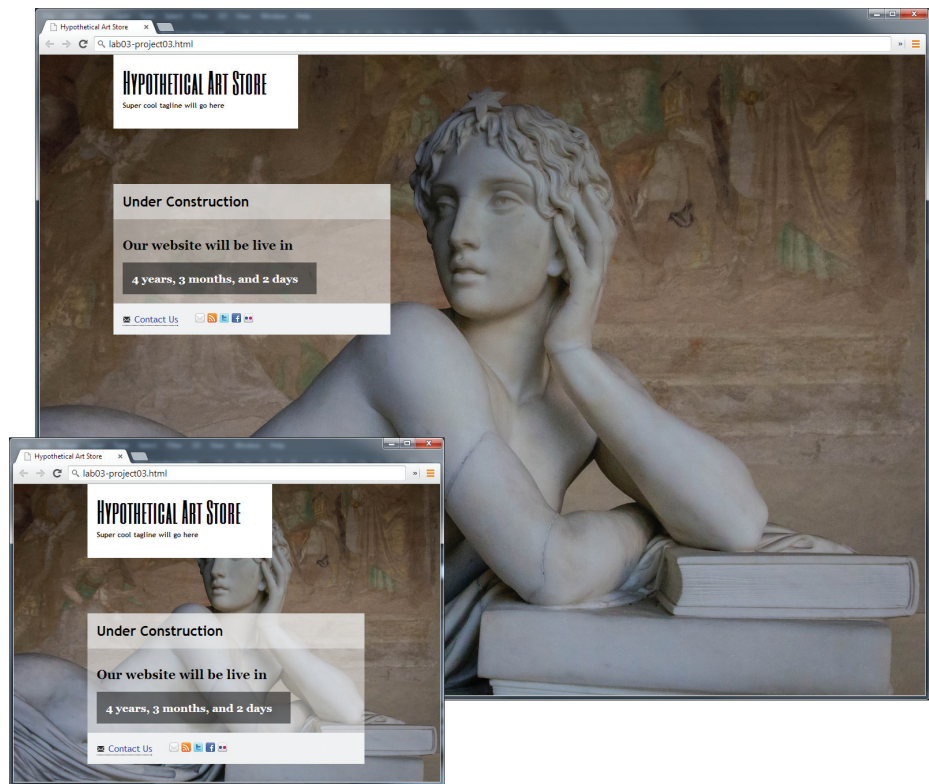 Hypothetical Art Store
lab03-project03.html
Hypothetical Art Store
Super cool tagline will go here
Under Construction
Our website will be live in
4 years, 3 months, and 2 days
Contact Us
Hypothetical Art Store
lab03-project03.html
Hypothetical Art Store
Super cool tagline will go here
Under Construction
Our website will be live in
4 years, 3 months, and 2 days
Contact Us